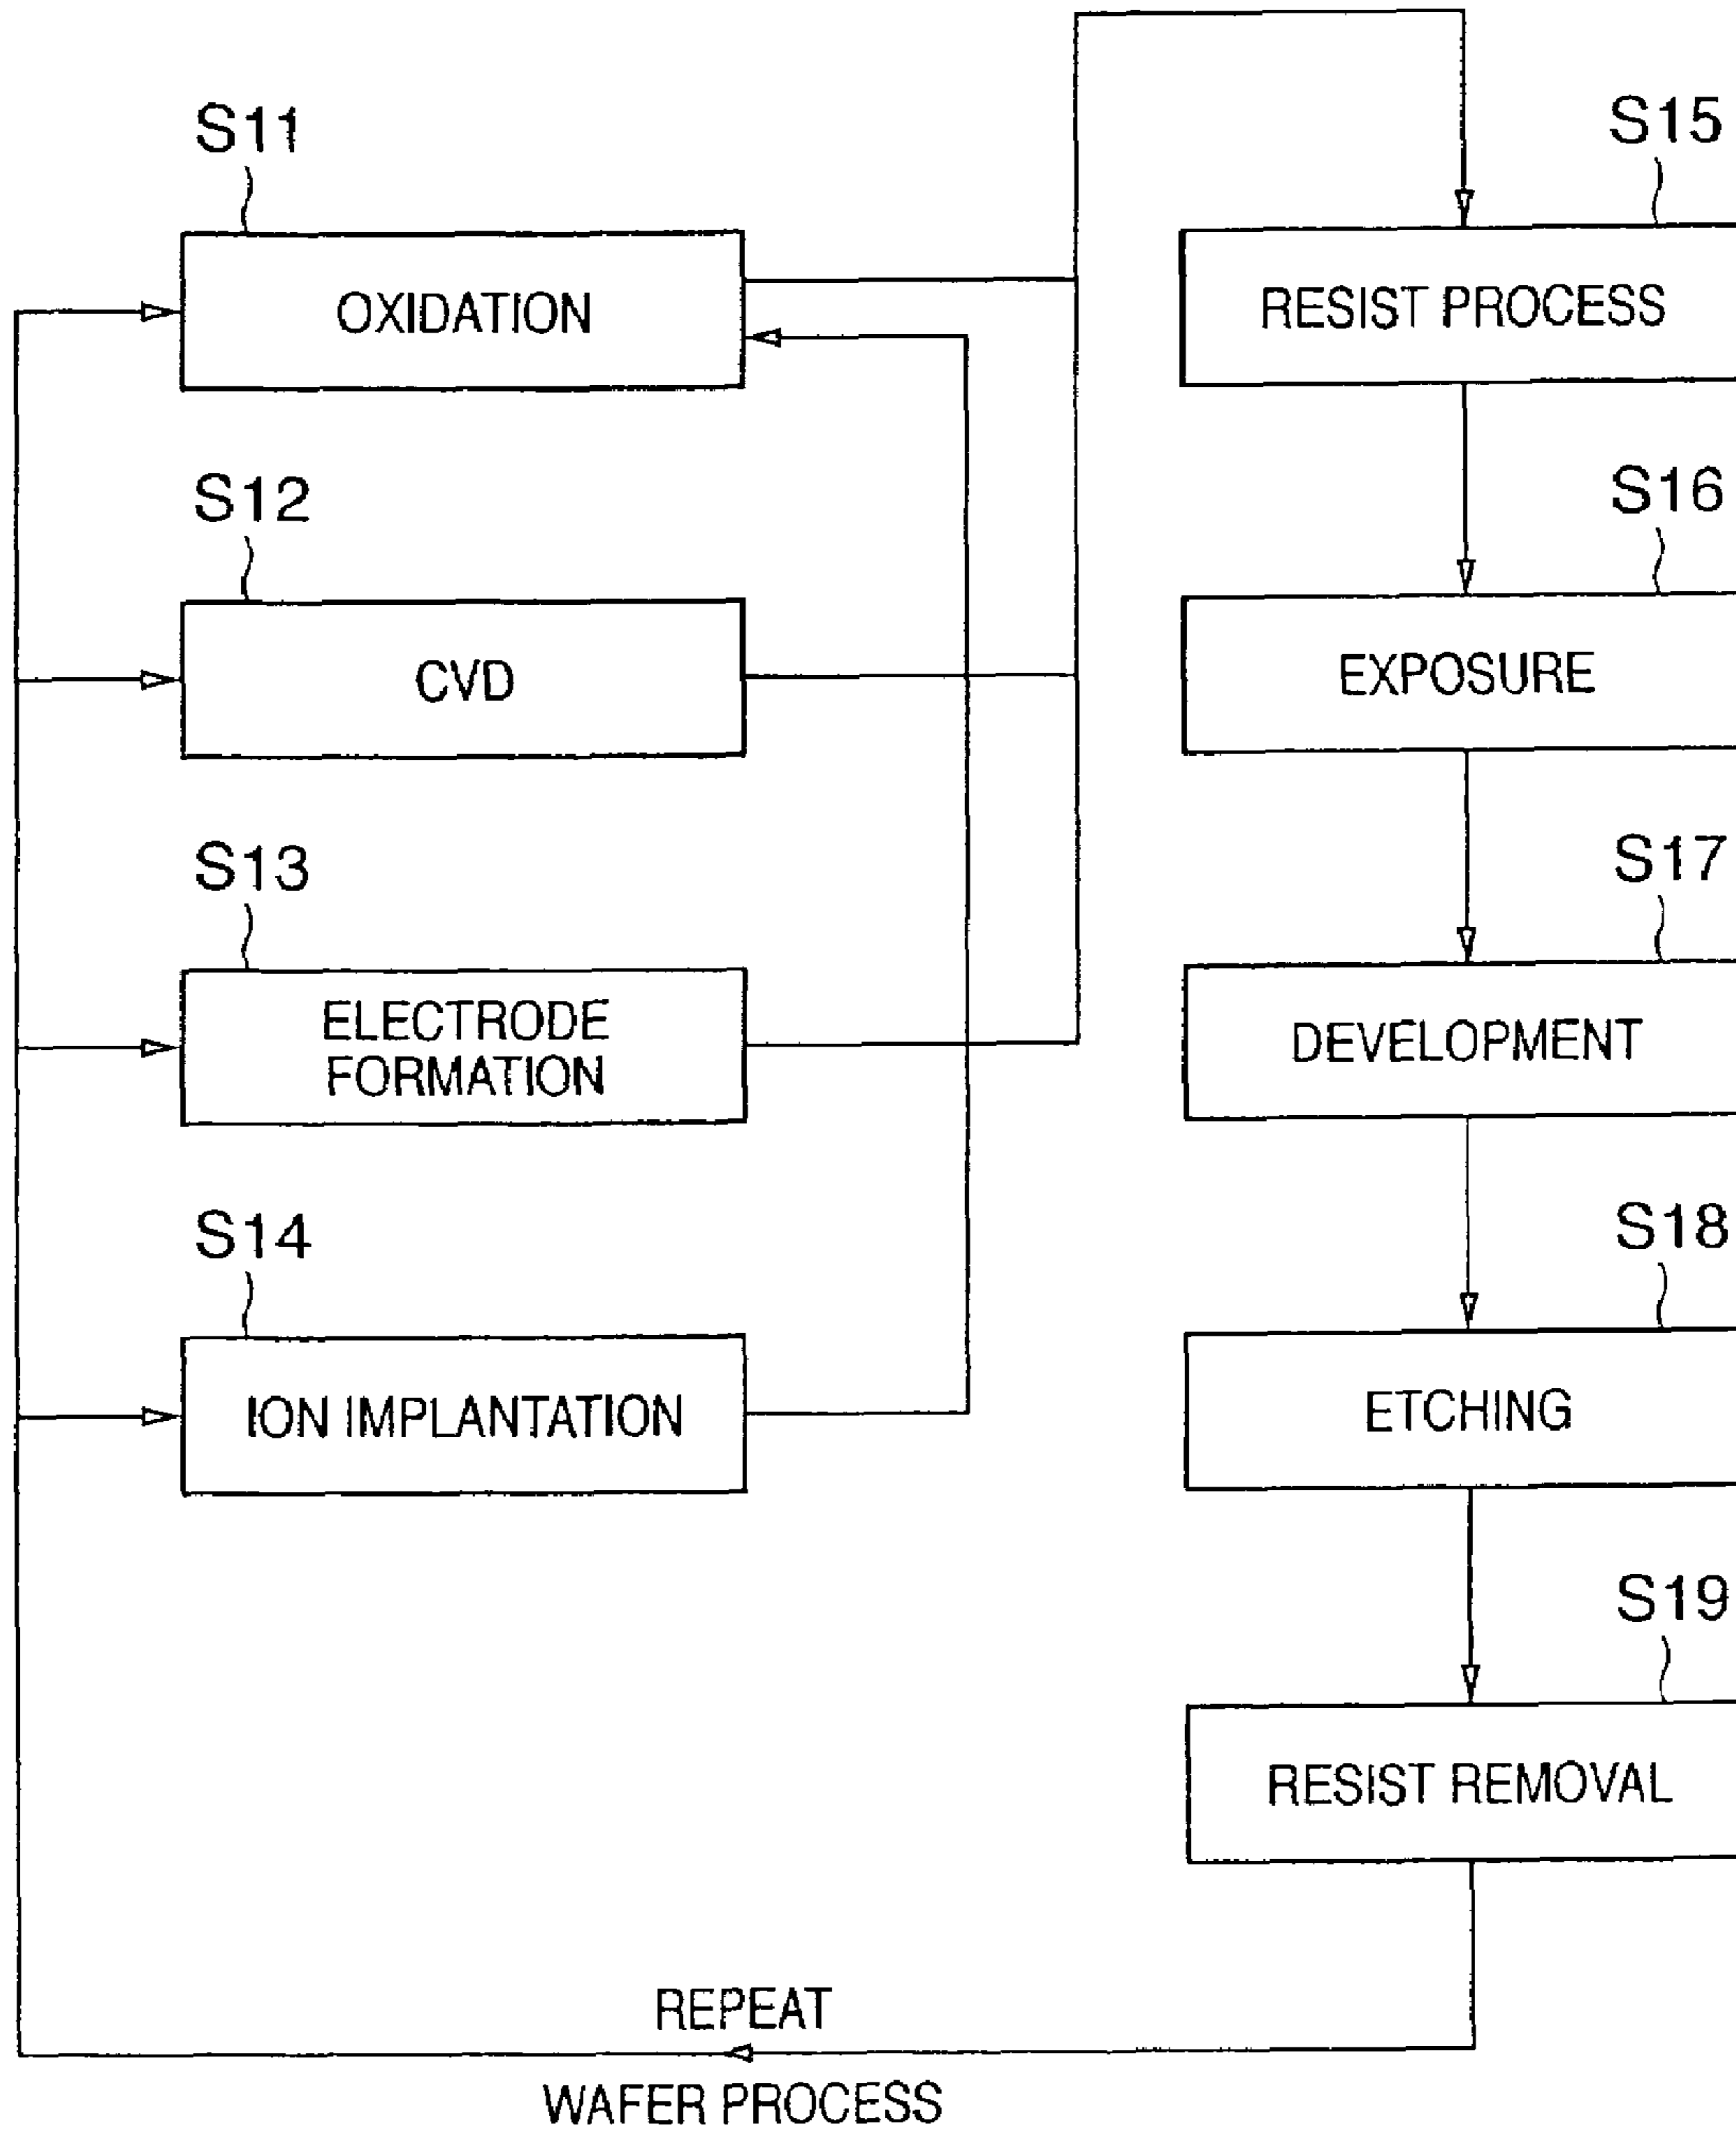 S11
OXIDATION
S12
CVD
S13
ELECTRODE
FORMATION
S14
ION IMPLANTATION
S15
RESIST PROCESS
S16
EXPOSURE
S17
DEVELOPMENT
S18
ETCHING
S19
RESIST REMOVAL
REPEAT
WAFER PROCESS